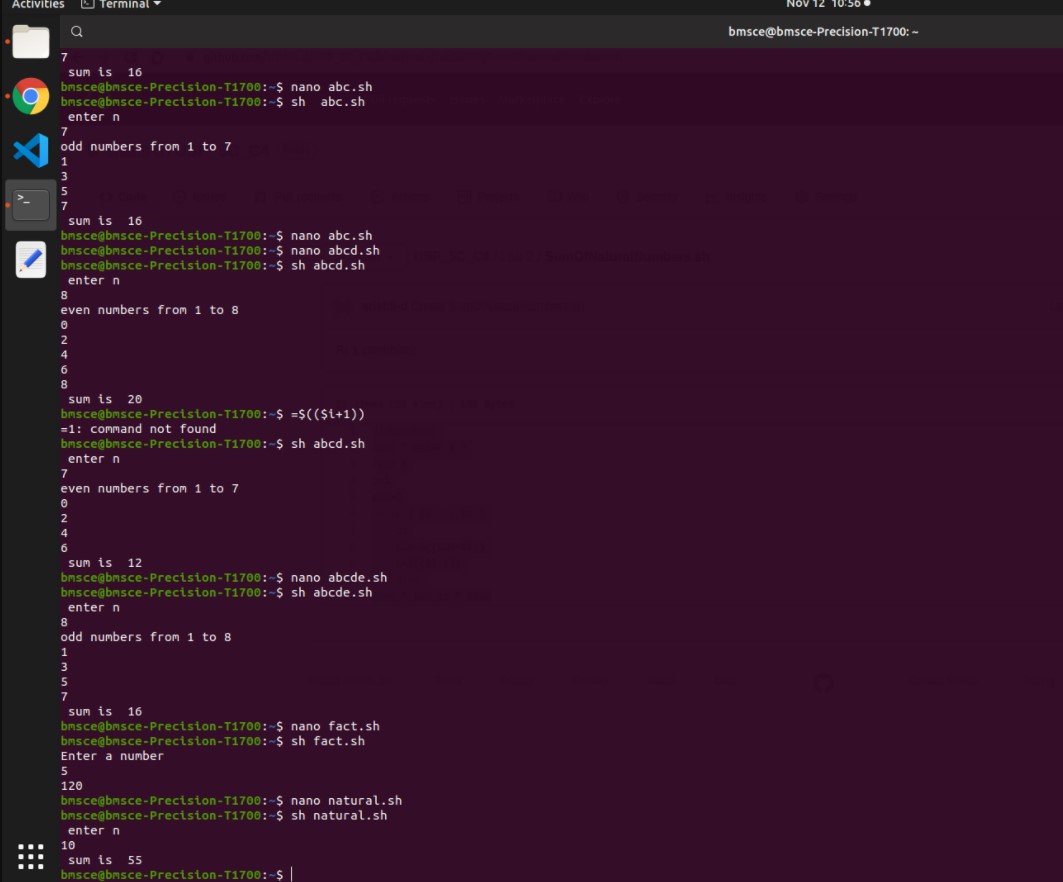 Activities Terminal Nov 12 10:56
bmsce@bmsce-Precision-T1700: ~
7
sum is  16
bmsce@bmsce-Precision-T1700:~$ nano abc.sh
bmsce@bmsce-Precision-T1700:~$ sh  abc.sh
enter n
7
odd numbers from 1 to 7
1
3
5
7
sum is  16
bmsce@bmsce-Precision-T1700:~$ nano abc.sh
bmsce@bmsce-Precision-T1700:~$ nano abcd.sh
bmsce@bmsce-Precision-T1700:~$ sh abcd.sh
enter n
8
even numbers from 1 to 8
0
2
4
6
8
sum is  20
bmsce@bmsce-Precision-T1700:~$ =$(($i+1))
=1: command not found
bmsce@bmsce-Precision-T1700:~$ sh abcd.sh
enter n
7
even numbers from 1 to 7
0
2
4
6
sum is  12
bmsce@bmsce-Precision-T1700:~$ nano abcde.sh
bmsce@bmsce-Precision-T1700:~$ sh abcde.sh
enter n
8
odd numbers from 1 to 8
1
3
5
7
sum is  16
bmsce@bmsce-Precision-T1700:~$ nano fact.sh
bmsce@bmsce-Precision-T1700:~$ sh fact.sh
Enter a number
5
120
bmsce@bmsce-Precision-T1700:~$ nano natural.sh
bmsce@bmsce-Precision-T1700:~$ sh natural.sh
enter n
10
sum is  55
bmsce@bmsce-Precision-T1700:~$